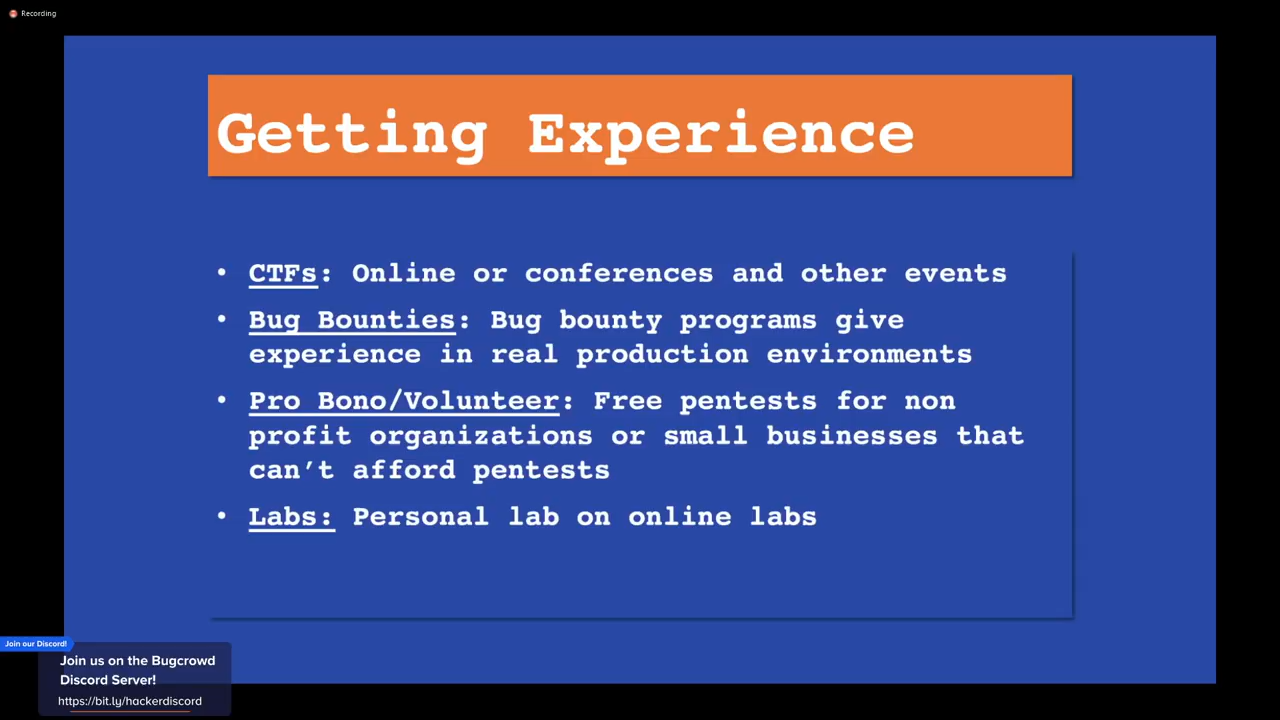 Recording
Getting Experience
• CTFs: Online or conferences and other events
• Bug Bounties: Bug bounty programs give
experience in real production environments
• Pro Bono/Volunteer: Free pentests for non
profit organizations or small businesses that
can't afford pentests
• Labs: Personal lab on online labs
Join our Discord!
Join us on the Bugcrowd
Discord Server!
https://bit.ly/hackerdiscord